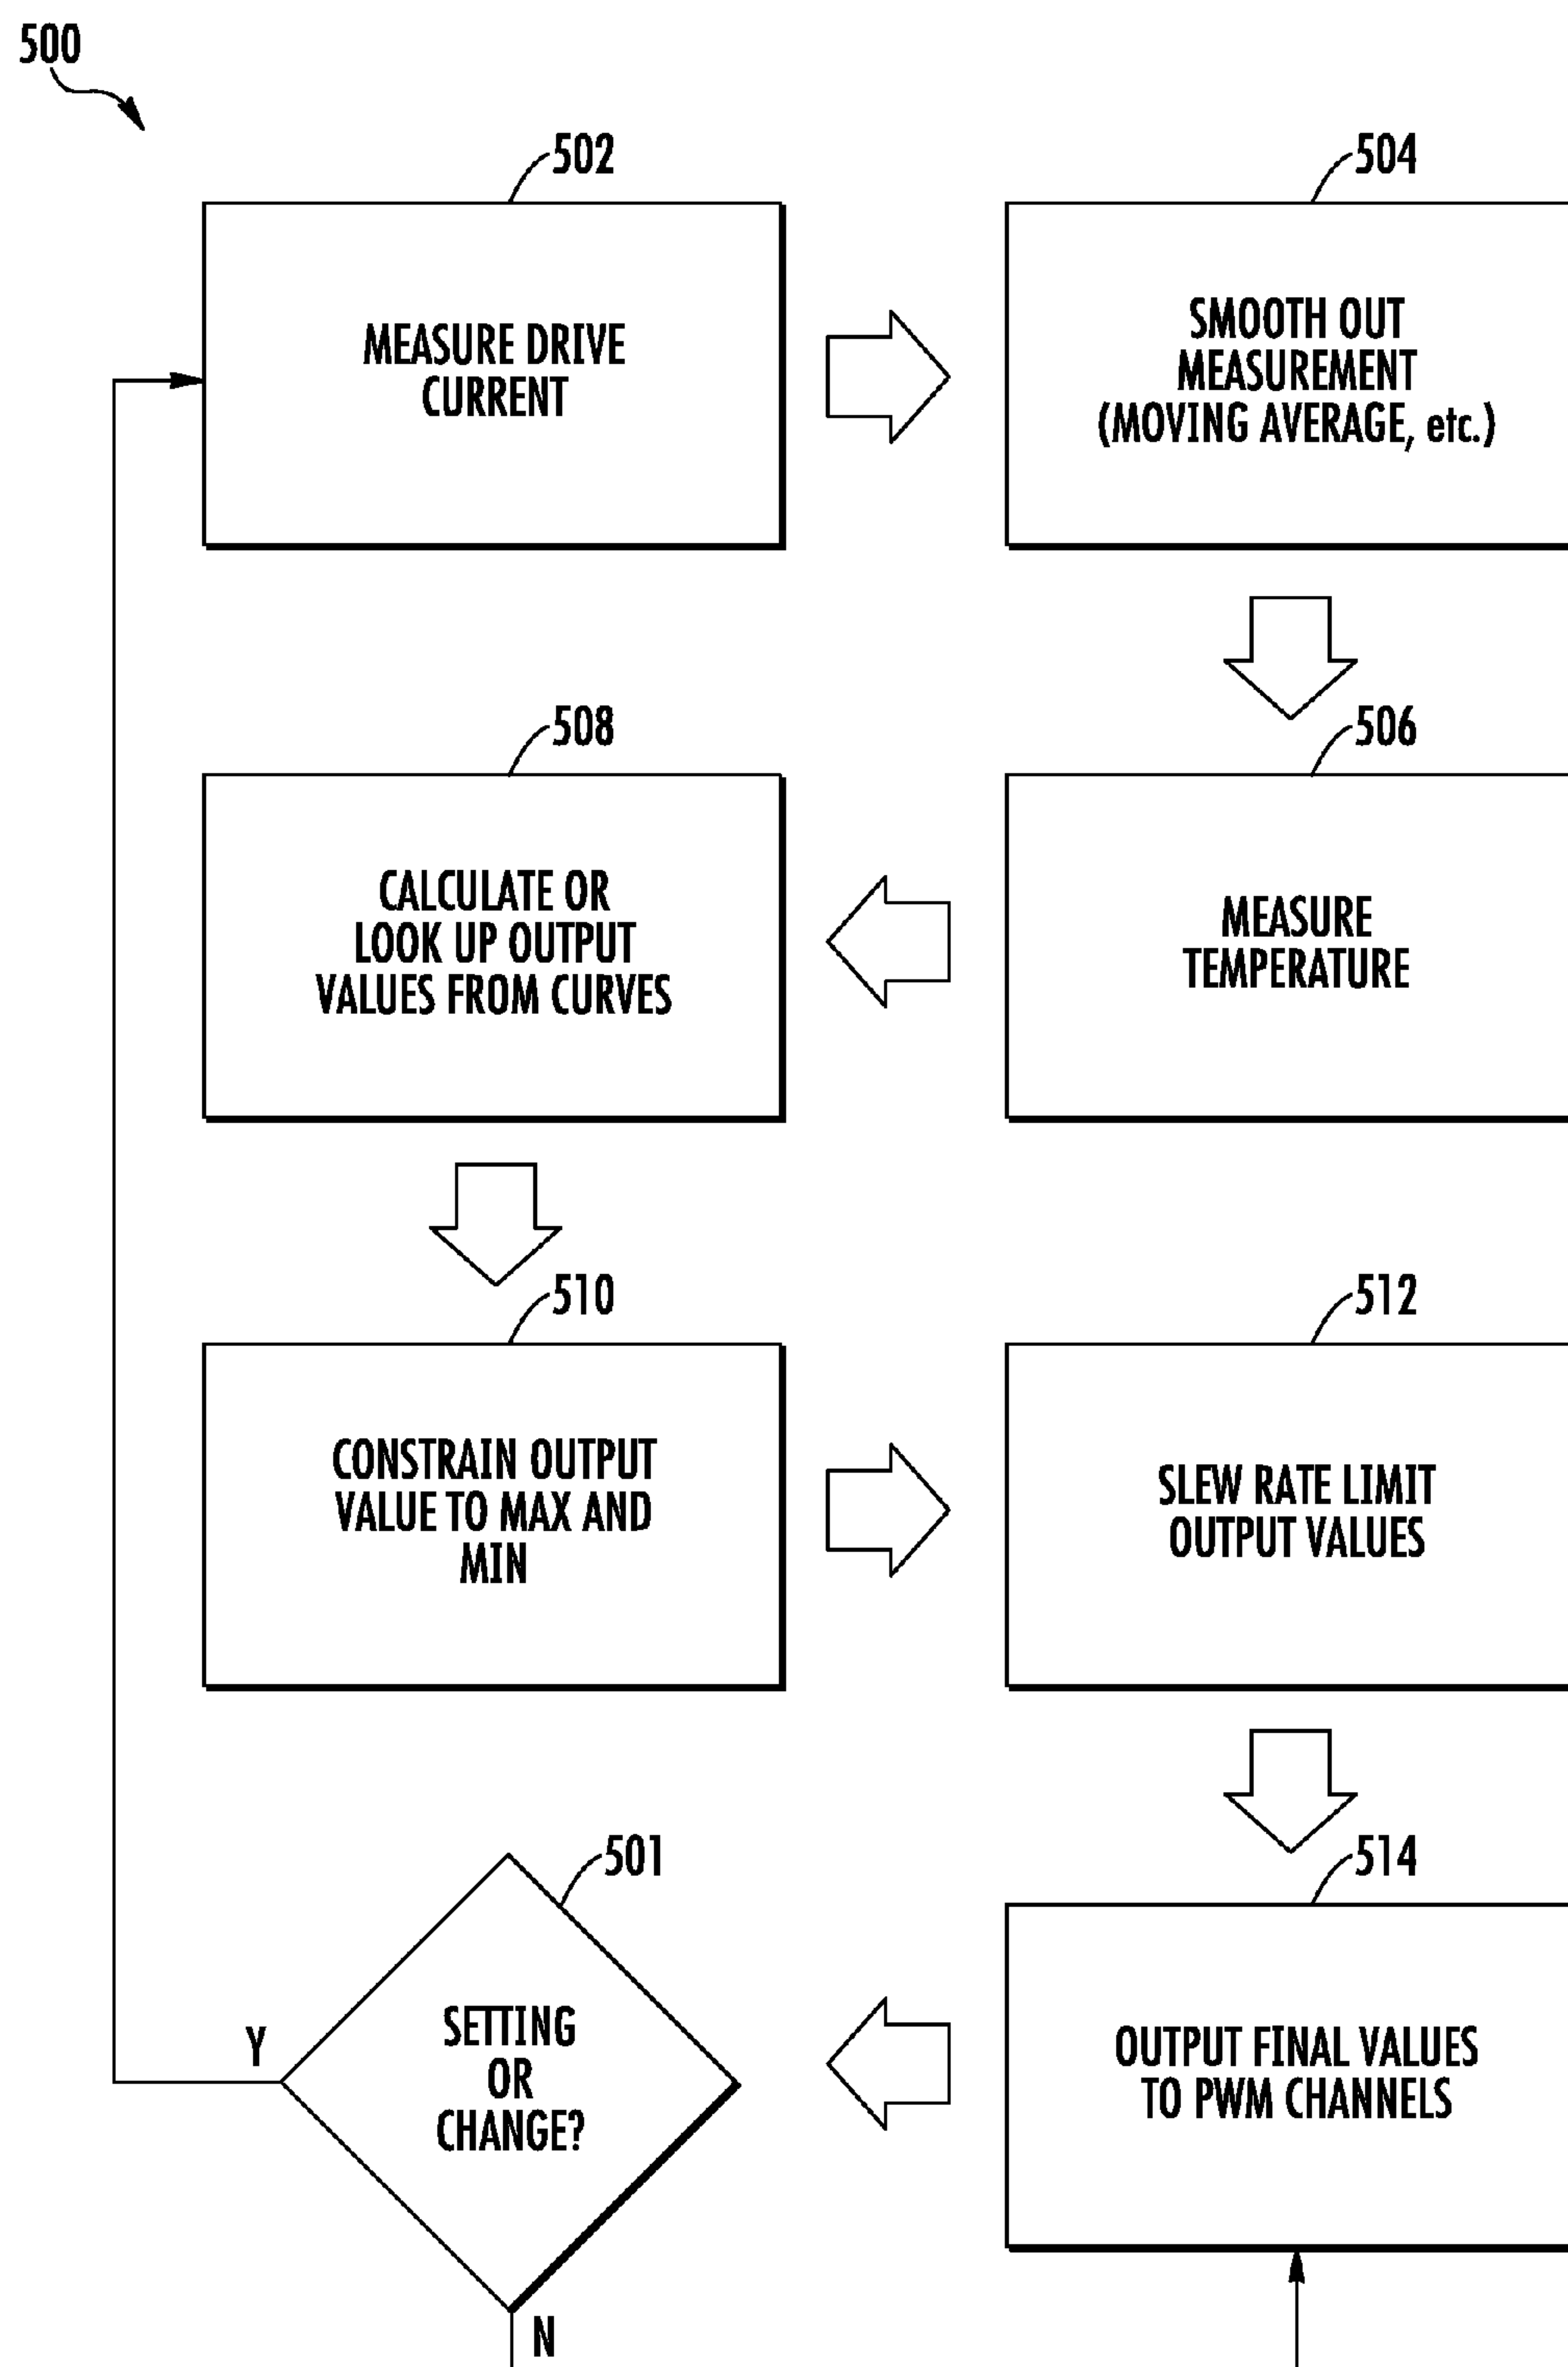 500
502
MEASURE DRIVE
CURRENT
504
SMOOTH OUT
MEASUREMENT
(MOVING AVERAGE, etc.)
508
CALCULATE OR
LOOK UP OUTPUT
VALUES FROM CURVES
506
MEASURE
TEMPERATURE
510
CONSTRAIN OUTPUT
VALUE TO MAX AND
MIN
512
SLEW RATE LIMIT
OUTPUT VALUES
501
SETTING
OR
CHANGE?
Y
N
514
OUTPUT FINAL VALUES
TO PWM CHANNELS